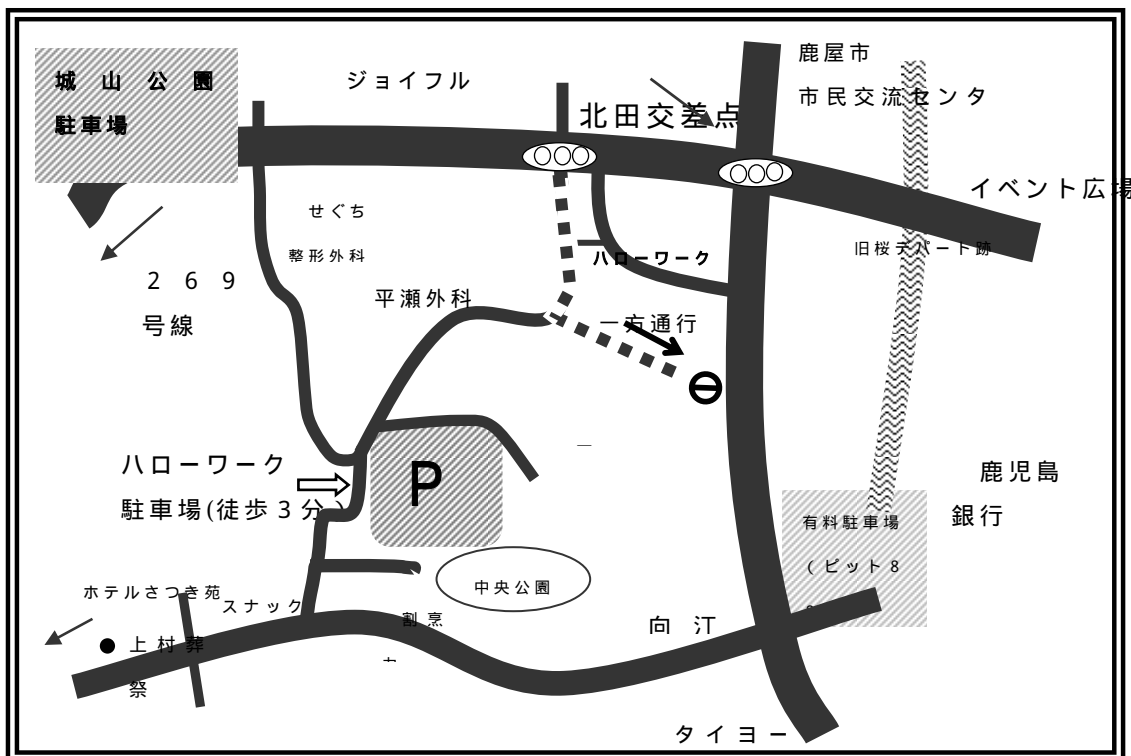 鹿屋市
城山公園
ジョイフル
市民交流センタ
北田交差点
駐車場
イベント広場
せぐち
整形外科
旧桜デパート跡
ハローワーク
269
号線
平瀬外科
一方通行
ハローワーク
駐車場(徒歩3分)
P
鹿児島
銀行
有料駐車場
(ピット8
中央公園
ホテルさつき苑
スナック
割烹
向江
●上村葬
祭
タイヨー